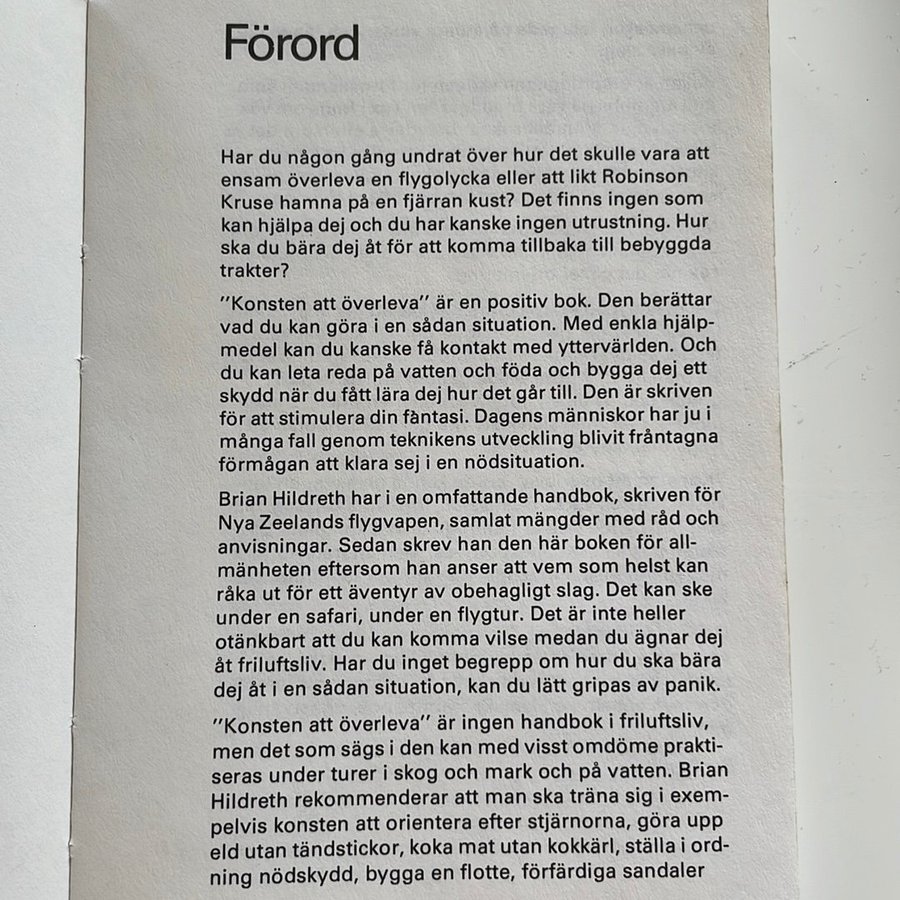 Förord
Har du någon gång undrat över hur det skulle vara att
ensam överleva en flygolycka eller att likt Robinson
Kruse hamna på en fjärran kust? Det finns ingen som
kan hjälpa dej och du har kanske ingen utrustning. Hur
ska du bära dej åt för att komma tillbaka till bebyggda
trakter?
"Konsten att överleva" är en positiv bok. Den berättar
vad du kan göra i en sådan situation. Med enkla hjälp-
medel kan du kanske få kontakt med yttervärlden. Och
du kan leta reda på vatten och föda och bygga dej ett
skydd när du fått lära dej hur det går till. Den är skriven
för att stimulera din fantasi. Dagens människor har ju i
många fall genom teknikens utveckling blivit fråntagna
förmågan att klara sej i en nödsituation.
Brian Hildreth har i en omfattande handbok, skriven för
Nya Zeelands flygvapen, samlat mängder med råd och
anvisningar. Sedan skrev han den här boken för all-
mänheten eftersom han anser att vem som helst kan
råka ut för ett äventyr av obehagligt slag. Det kan ske
under en safari, under en flygtur. Det är inte heller
otänkbart att du kan komma vilse medan du ägnar dej
åt friluftsliv. Har du inget begrepp om hur du ska bära
dej åt i en sådan situation, kan du lätt gripas av panik.
"Konsten att överleva" är ingen handbok i friluftsliv,
men det som sägs i den kan med visst omdöme prakti-
seras under turer i skog och mark och på vatten. Brian
Hildreth rekommenderar att man ska träna sig i exem-
pelvis konsten att orientera efter stjärnorna, göra upp
eld utan tändstickor, koka mat utan kokkärl, ställa i ord-
ning nödskydd, bygga en flotte, förfärdiga sandaler